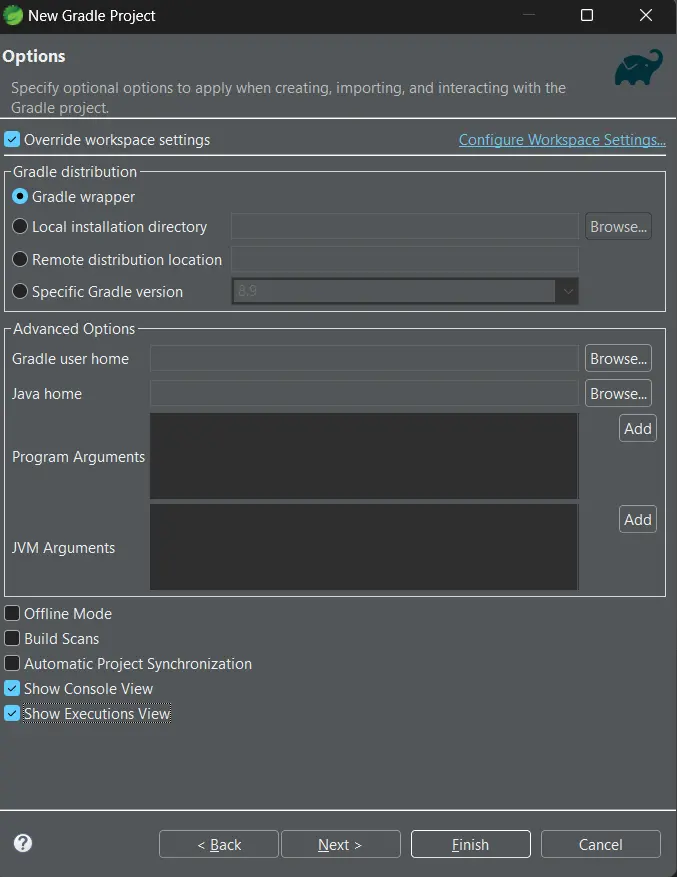 New Gradle Project
Options
Specify optional options to apply when creating, importing, and interacting with the
Gradle project.
Override workspace settings
Configure Workspace Settings...
Gradle distribution
Gradle wrapper
Local installation directory
Browse...
Remote distribution location
Specific Gradle version
8.9
Advanced Options
Gradle user home
Browse...
Java home
Browse...
Add
Program Arguments
Add
JVM Arguments
Offline Mode
Build Scans
Automatic Project Synchronization
Show Console View
Show Executions View
?
< Back
Next >
Finish
Cancel